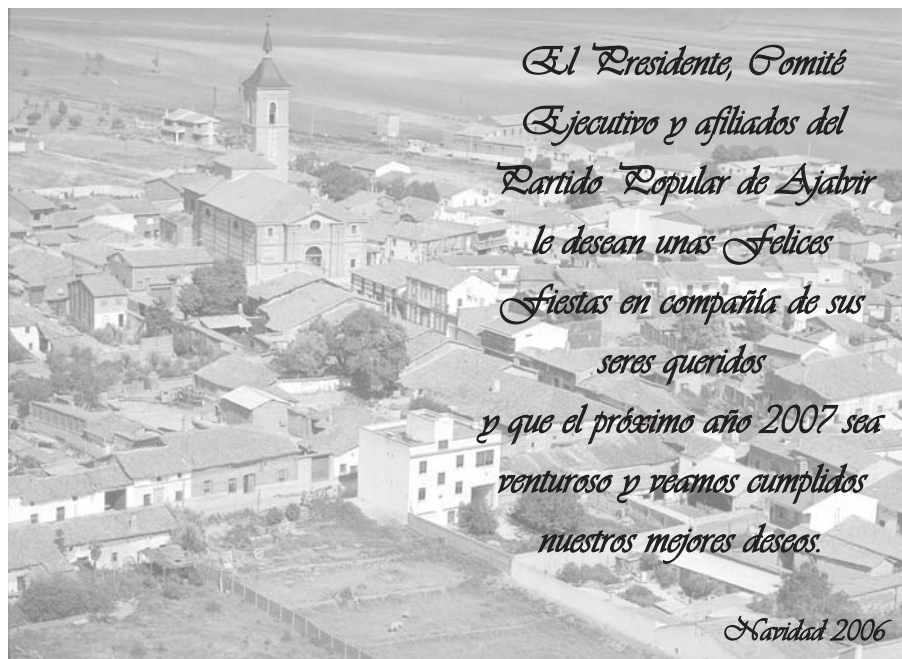 El Presidente, Comité
Ejecutivo y afiliados del
Partido Popular de Ajalvir
le desean unas Felices
Fiestas en compañía de sus
seres queridos
y que el próximo año 2007 sea
venturoso y veamos cumplidos
nuestros mejores deseos.
Navidad 2006